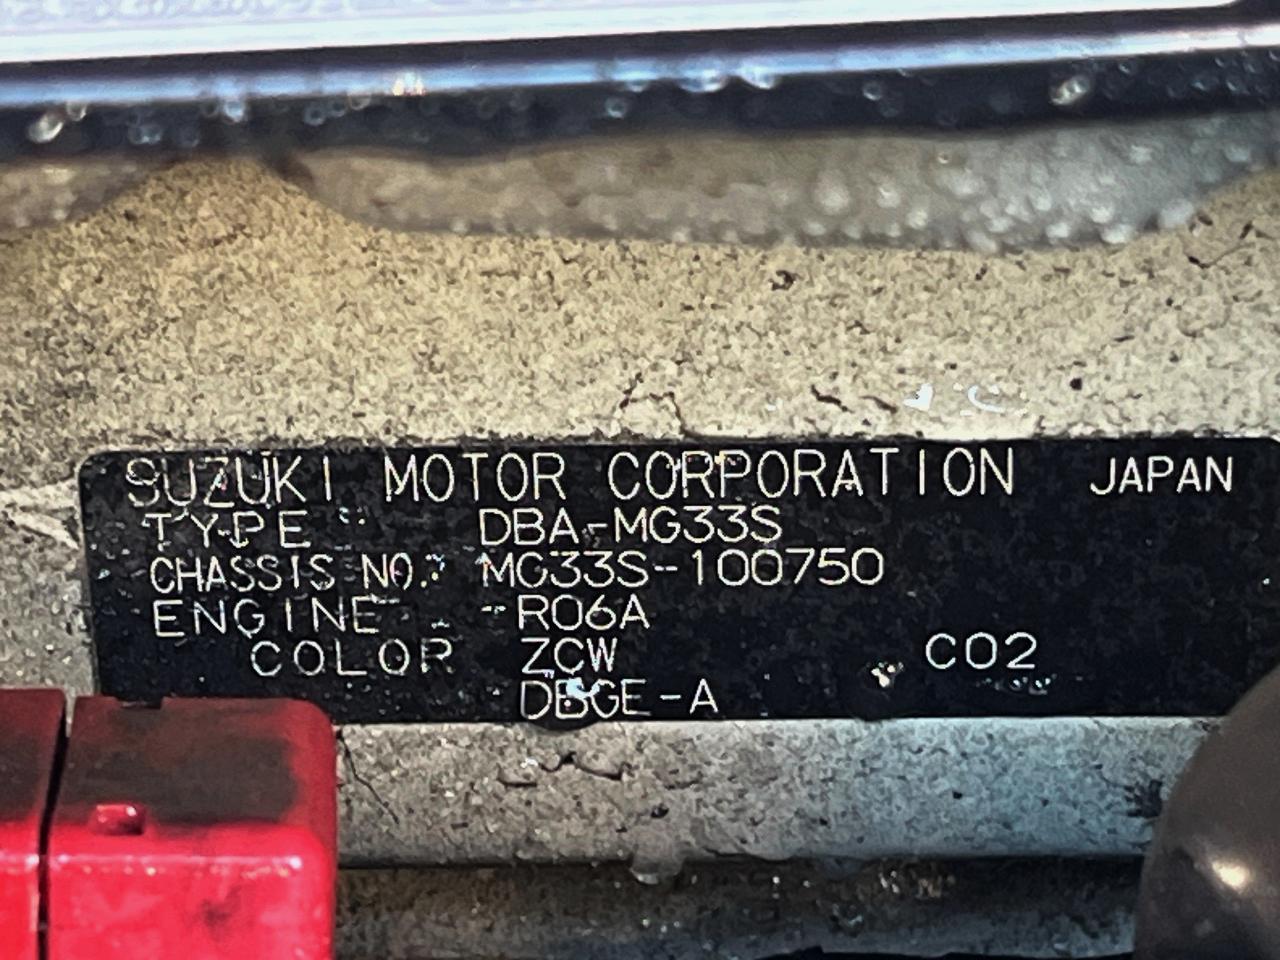 SUZUKI MOTOR CORPORATION JAPAN
TYPE : DBA-MG33S
CHASSIS NO.: MG33S-100750
ENGINE R06A
COLOR ZCW C02
DBGE-A